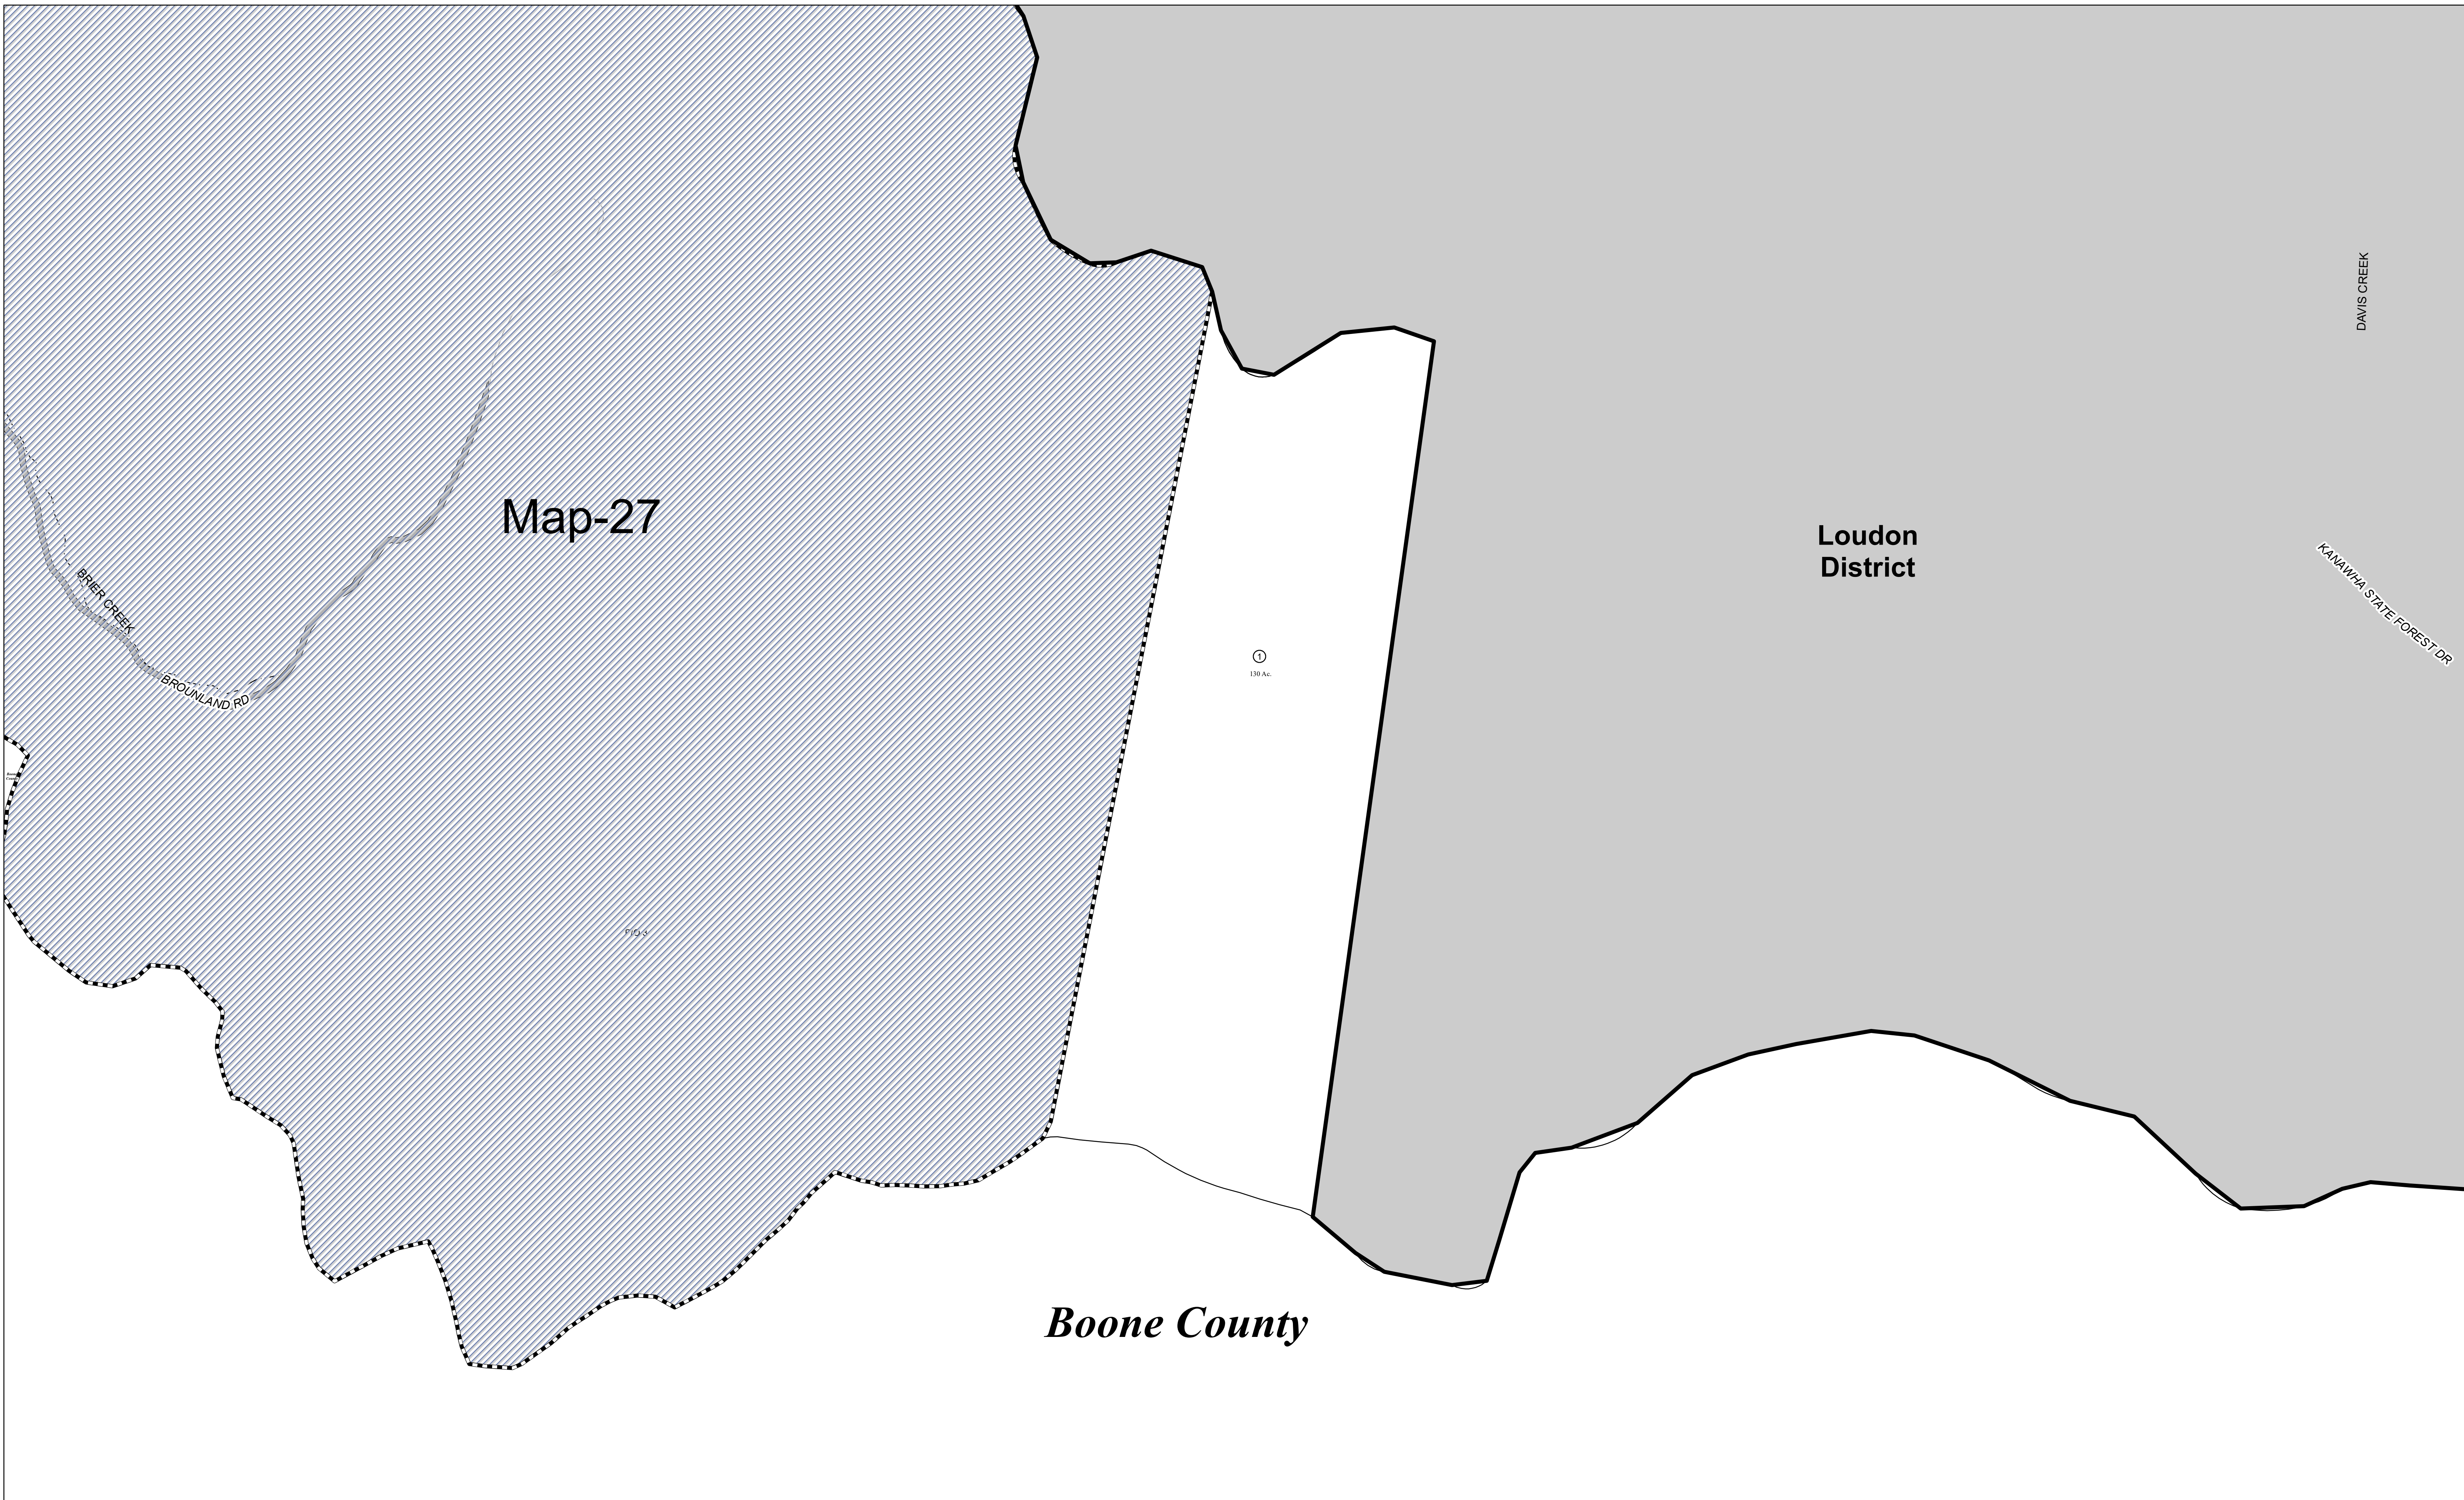 DAVIS CREEK
Map-27
Loudon
District
KANAWHA STATE FOREST DR
BRIER CREEK
1
130 Ac.
BROUNLAND RD
P/O 3
Boone County